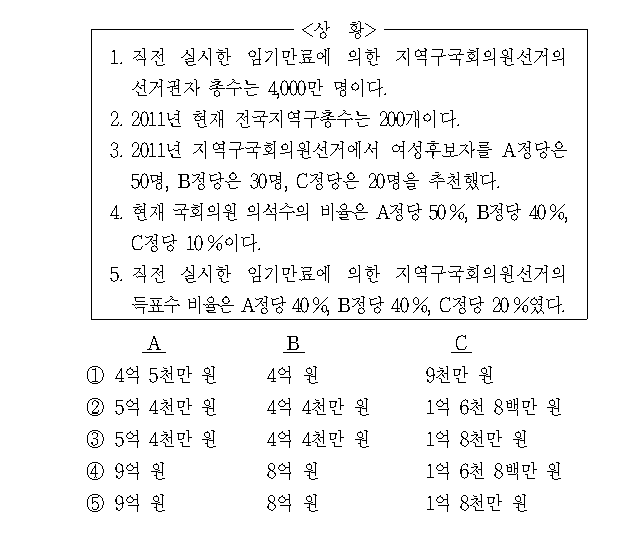 <상 황>
1. 직전 실시한 임기만료에 의한 지역구국회의원선거의
선거권자 총수는 4,000만 명이다.
2. 2011년 현재 전국지역구총수는 200개이다.
3. 2011년 지역구국회의원선거에서 여성후보자를 A정당은
50명, B정당은 30명, C정당은 20명을 추천했다.
4. 현재 국회의원 의석수의 비율은 A정당 50%, B정당 40%,
C정당 10%이다.
5. 직전 실시한 임기만료에 의한 지역구국회의원선거의
득표수 비율은 A정당 40%, B정당 40%, C정당 20%였다.
A B C
① 4억 5천만 원 4억 원 9천만 원
② 5억 4천만 원 4억 4천만 원 1억 6천 8백만 원
③ 5억 4천만 원 4억 4천만 원 1억 8천만 원
④ 9억 원 8억 원 1억 6천 8백만 원
⑤ 9억 원 8억 원 1억 8천만 원